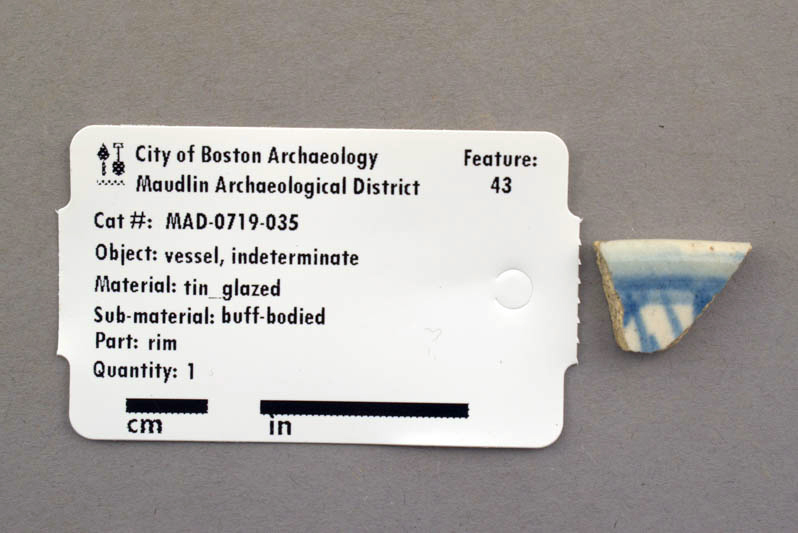 City of Boston Archaeology
Maudlin Archaeological District
Feature:
43
Cat #: MAD-0719-035
Object: vessel, indeterminate
Material: tin_glazed
Sub-material: buff-bodied
Part: rim
Quantity: 1
cm in